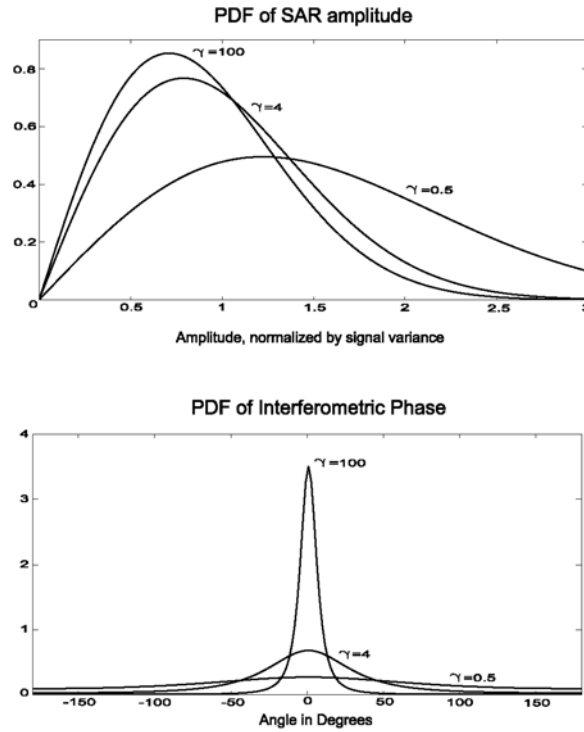 PDF of SAR amplitude
γ=100
0.8
γ=4
0.6
0.4
γ=0.5
0.2
0 0.5 1 1.5 2 2.5 3
Amplitude, normalized by signal variance
PDF of Interferometric Phase
4
γ=100
3
2
1
γ=4
γ=0.5
0
-150 -100 -50 0 50 100 150
Angle in Degrees